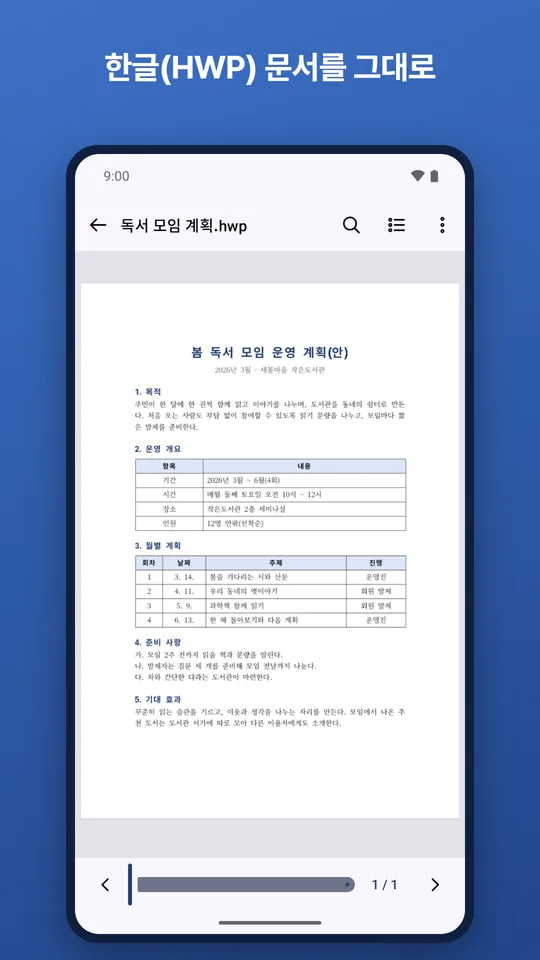 한글(HWP) 문서를 그대로
9:00
독서 모임 계획.hwp
봄 독서 모임 운영 계획(안)
2026년 3월 · 새봄마을 작은도서관
1. 목적
주민이 한 달에 한 권씩 함께 읽고 이야기를 나누며, 도서관을 동네의 쉼터로 만든
다. 처음 오는 사람도 부담 없이 참여할 수 있도록 읽기 분량을 나누고, 모임마다 짧
은 발제를 준비한다.
2. 운영 개요
항목 내용
기간 2026년 3월 ~ 6월(4회)
시간 매월 둘째 토요일 오전 10시 ~ 12시
장소 작은도서관 2층 세미나실
인원 12명 안팎(선착순)
3. 월별 계획
회차 날짜 주제 진행
1 3. 14. 봄을 기다리는 시와 산문 운영진
2 4. 11. 우리 동네의 옛이야기 회원 발제
3 5. 9. 과학책 함께 읽기 회원 발제
4 6. 13. 한 해 돌아보기와 다음 계획 운영진
4. 준비 사항
가. 모임 2주 전까지 읽을 책과 분량을 알린다.
나. 발제자는 질문 세 개를 준비해 모임 전날까지 나눈다.
다. 차와 간단한 다과는 도서관이 마련한다.
5. 기대 효과
꾸준히 읽는 습관을 기르고, 이웃과 생각을 나누는 자리를 만든다. 모임에서 나온 추
천 도서는 도서관 서가에 따로 모아 다른 이용자에게도 소개한다.
1 / 1